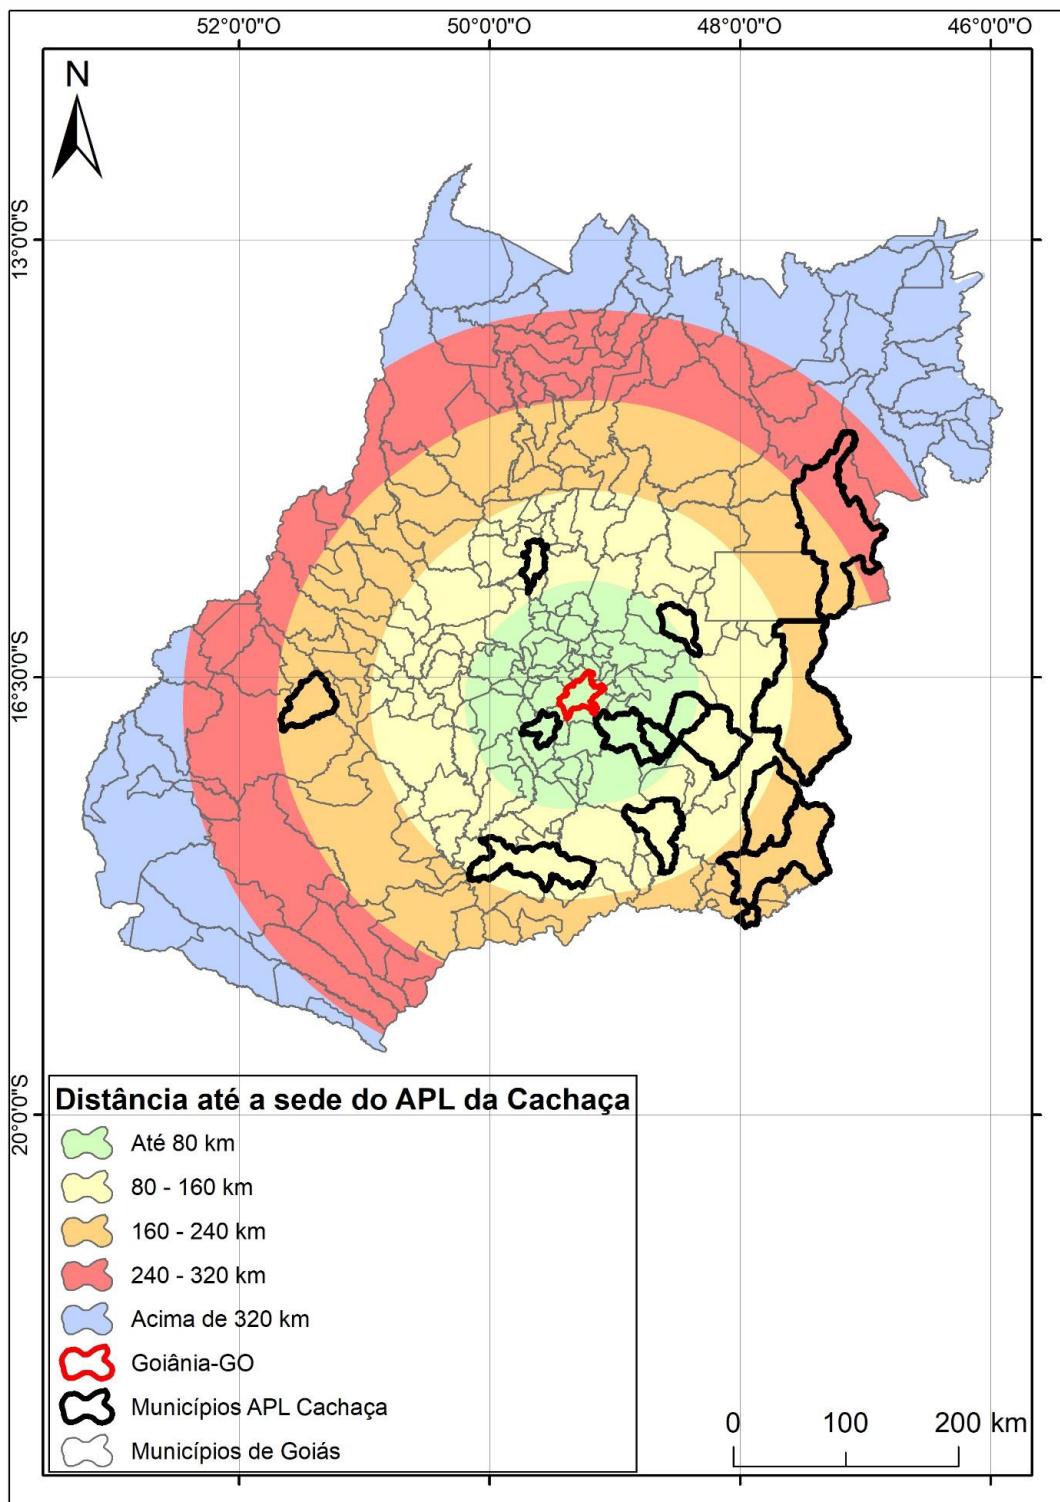 52°0'0"O 50°0'0"O 48°0'0"O 46°0'0"O
N
13°0'0"S
16°30'0"S
20°0'0"S
Distância até a sede do APL da Cachaça
Até 80 km
80 - 160 km
160 - 240 km
240 - 320 km
Acima de 320 km
Goiânia-GO
Municípios APL Cachaça
Municípios de Goiás
0 100 200 km